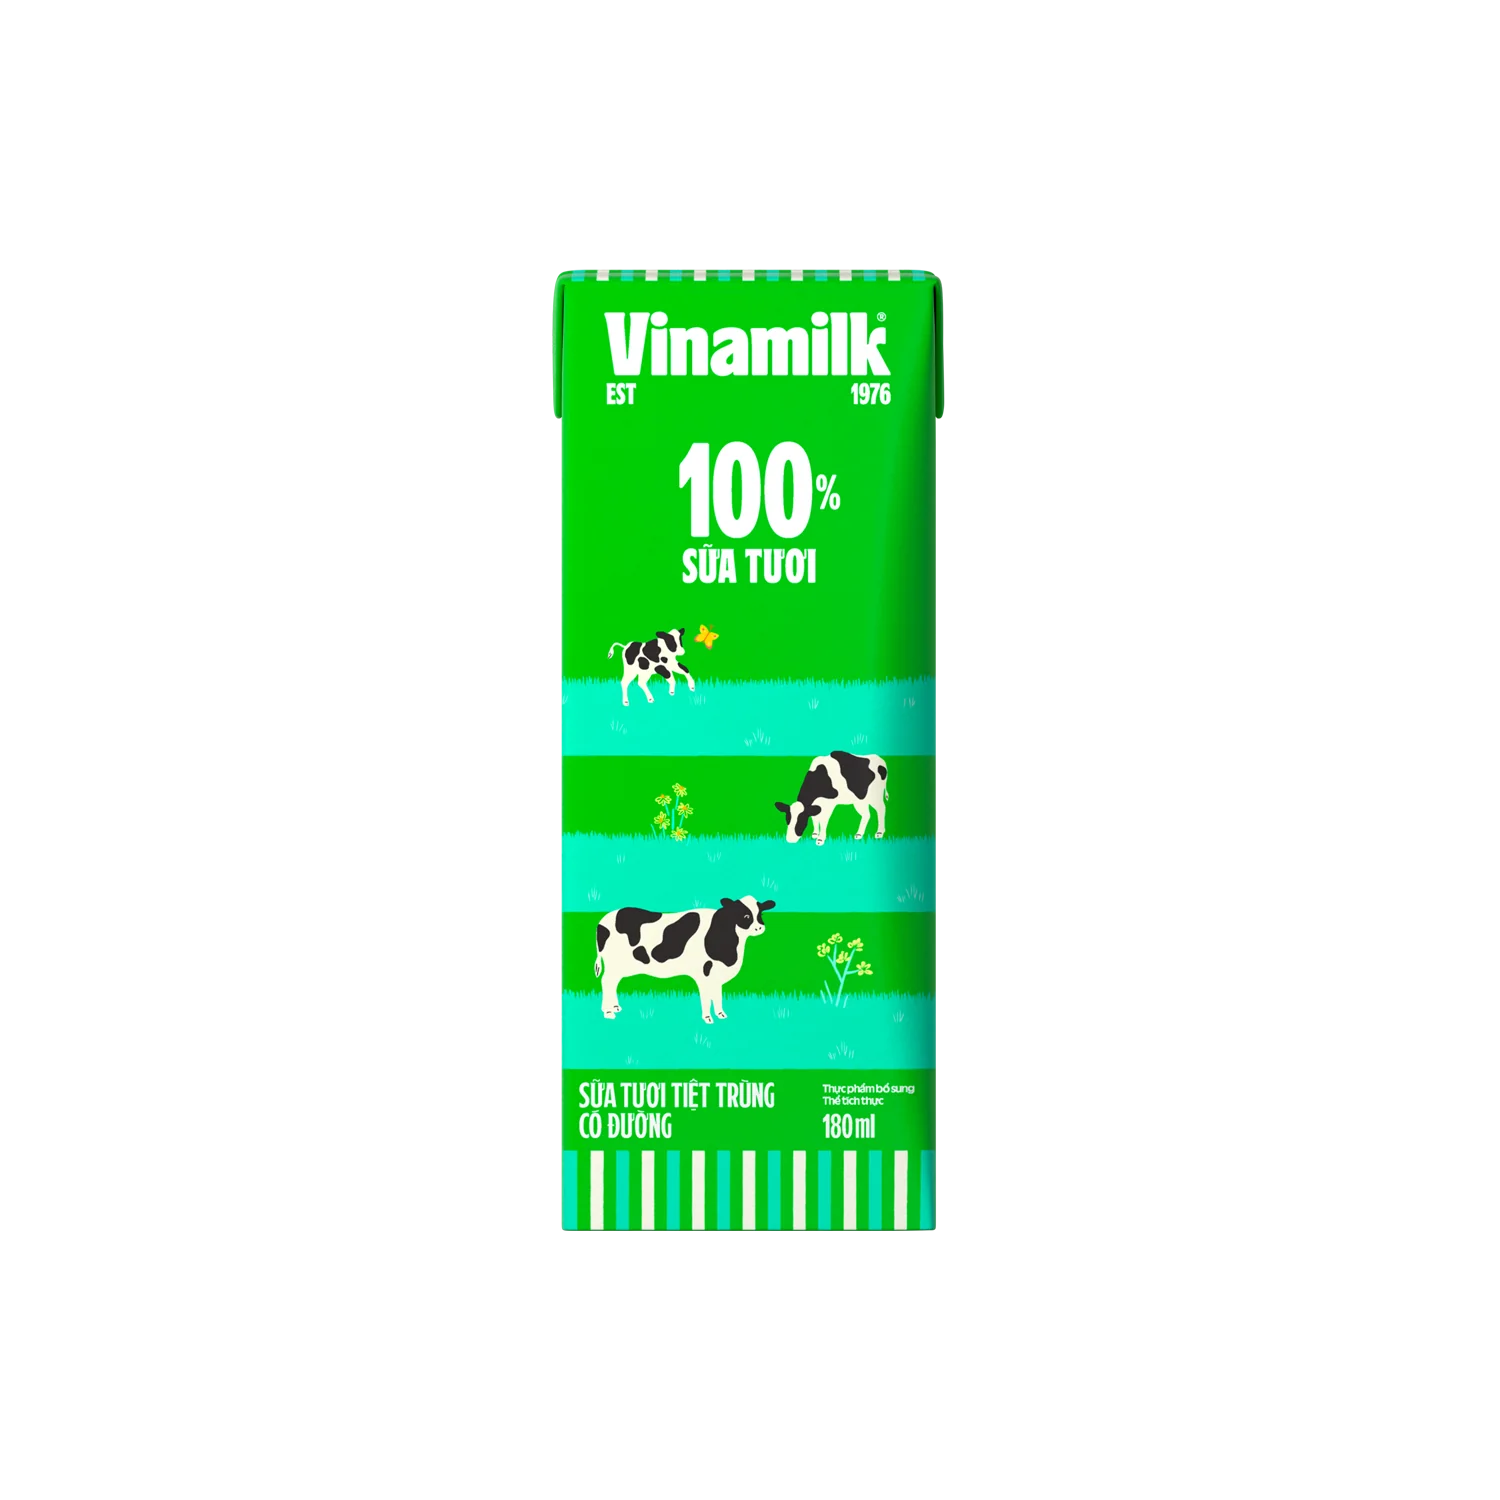 Vinamilk®
EST 1976
100%
SỮA TƯƠI
SỮA TƯƠI TIỆT TRÙNG
CÓ ĐƯỜNG
Thực phẩm bổ sung
Thể tích thực
180ml